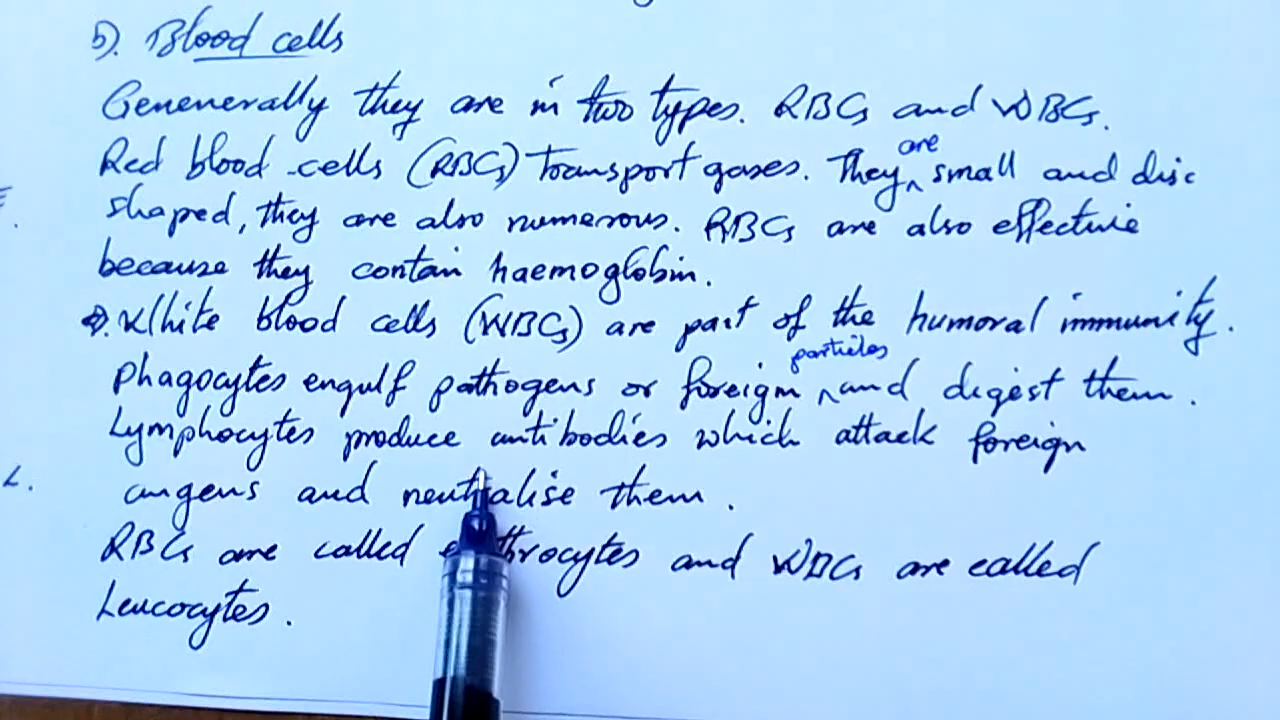 5). Blood cells
Genenerally they are in two types. RBCs and WBCs.
Red blood cells (RBCs) transport gases. They are small and disc
shaped, they are also numerous. RBCs are also effective
because they contain haemoglobin.
White blood cells (WBCs) are part of the humoral immunity.
Phagocytes engulf pathogens or foreign particles and digest them.
Lymphocytes produce antibodies which attack foreign
angens and neutralise them.
RBCs are called erythrocytes and WBCs are called
Leucocytes.